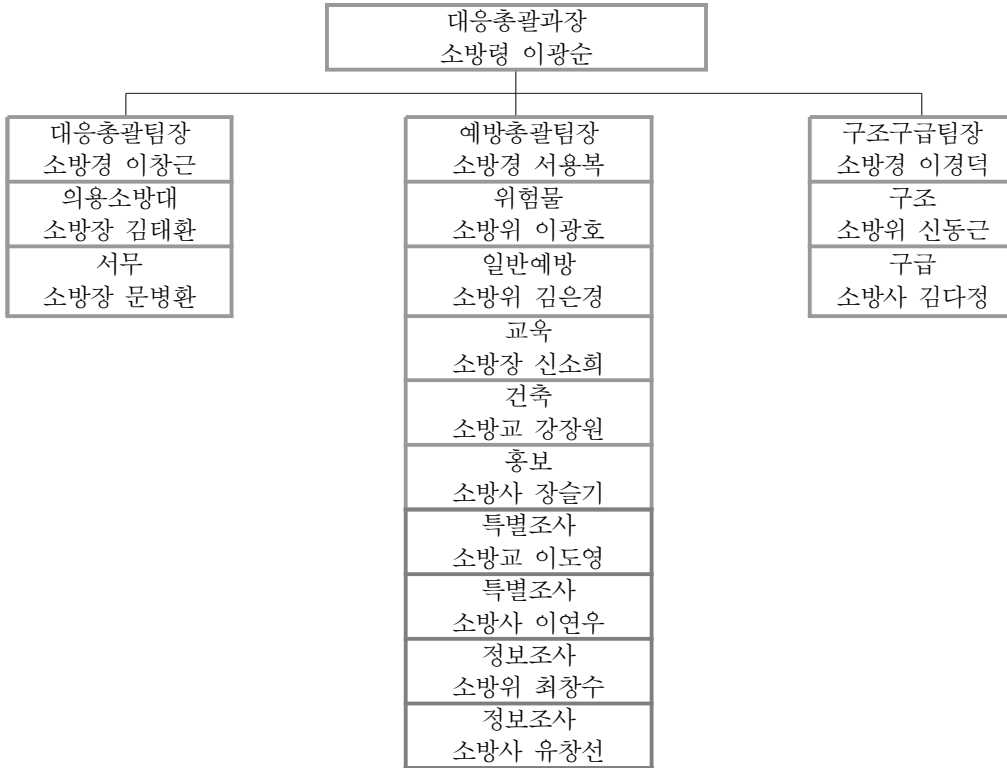 대응총괄과장
소방령 이광순
대응총괄팀장
소방경 이창근
의용소방대
소방장 김태환
서무
소방장 문병환
예방총괄팀장
소방경 서용복
위험물
소방위 이광호
일반예방
소방위 김은경
교육
소방장 신소희
건축
소방교 강장원
홍보
소방사 장슬기
특별조사
소방교 이도영
특별조사
소방사 이연우
정보조사
소방위 최창수
정보조사
소방사 유창선
구조구급팀장
소방경 이경덕
구조
소방위 신동근
구급
소방사 김다정